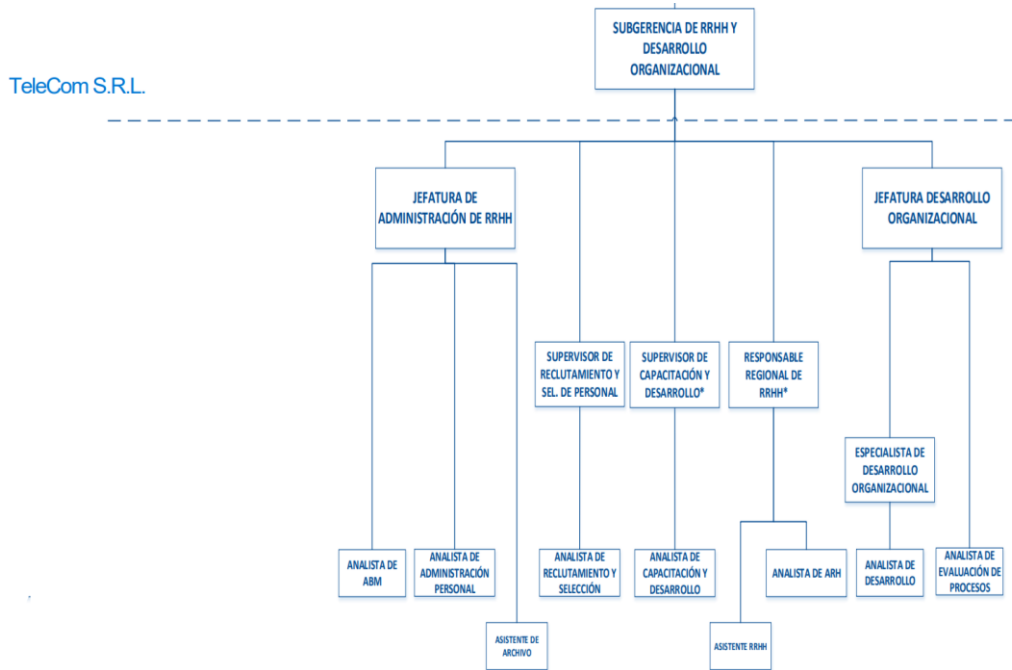 SUBGERENCIA DE RRHH Y
DESARROLLO
ORGANIZACIONAL
TeleCom S.R.L.
JEFATURA DE
ADMINISTRACIÓN DE RRHH
JEFATURA DESARROLLO
ORGANIZACIONAL
SUPERVISOR DE
RECLUTAMIENTO Y
SEL. DE PERSONAL
SUPERVISOR DE
CAPACITACIÓN Y
DESARROLLO*
RESPONSABLE
REGIONAL DE
RRHH*
ESPECIALISTA DE
DESARROLLO
ORGANIZACIONAL
ANALISTA DE
ABM
ANALISTA DE
ADMINISTRACIÓN
PERSONAL
ANALISTA DE
RECLUTAMIENTO Y
SELECCIÓN
ANALISTA DE
CAPACITACIÓN Y
DESARROLLO
ANALISTA DE ARH
ANALISTA DE
DESARROLLO
ANALISTA DE
EVALUACIÓN DE
PROCESOS
ASISTENTE DE
ARCHIVO
ASISTENTE RRHH